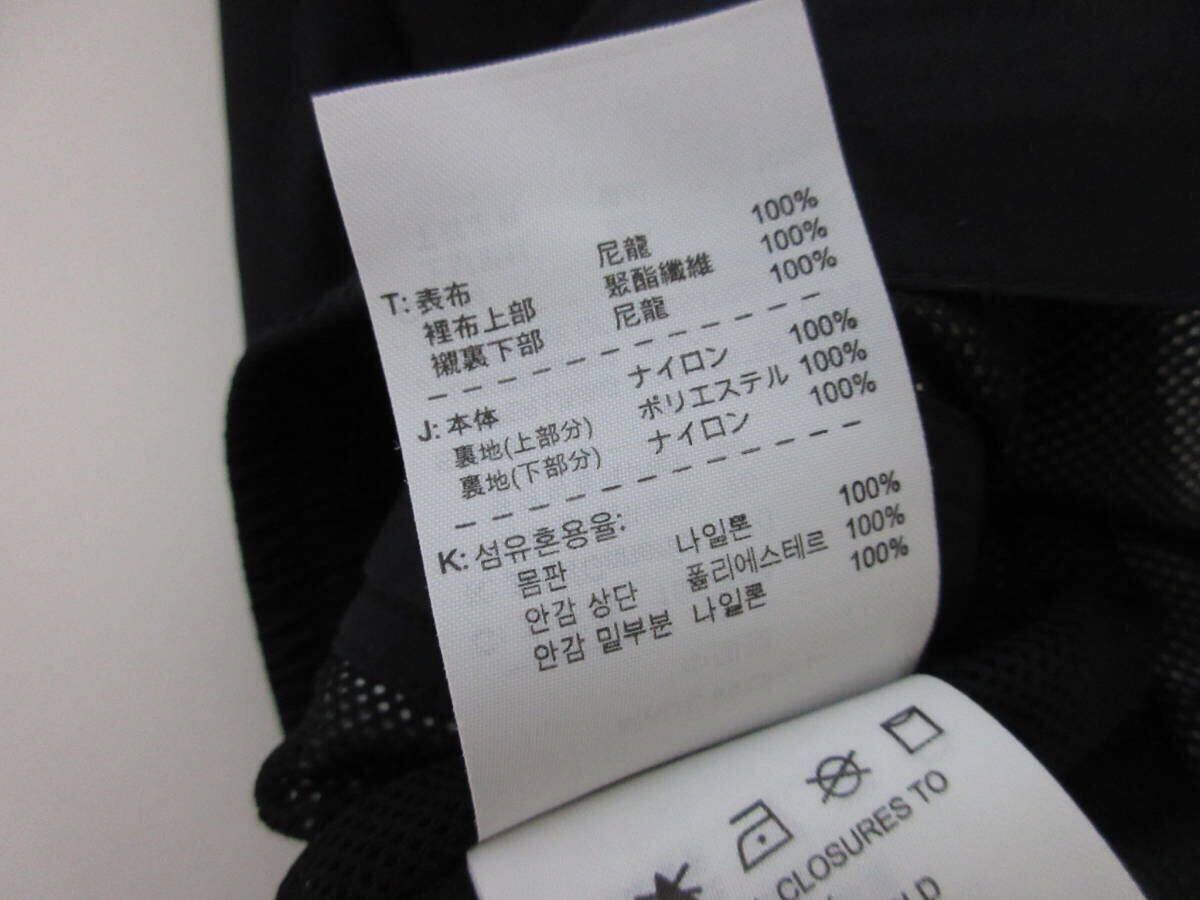 T: 表布 尼龍 100%
裡布上部 聚酯纖維 100%
襯裏下部 尼龍 100%
J: 本体 ナイロン 100%
裏地(上部分) ポリエステル 100%
裏地(下部分) ナイロン 100%
K: 섬유혼용율:
몸판 나일론 100%
안감 상단 폴리에스테르 100%
안감 밑부분 나일론 100%
CLOSURES TO